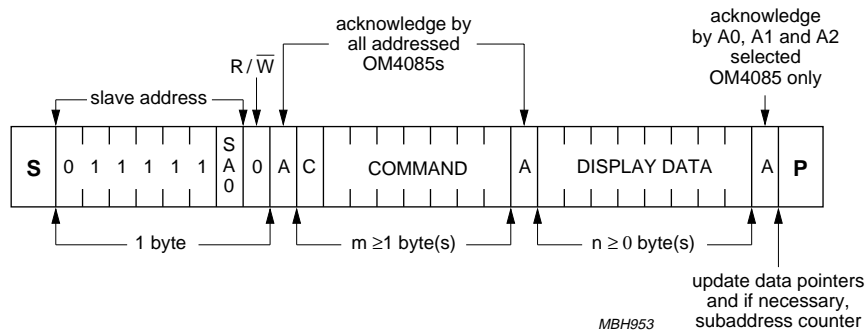 acknowledge by
all addressed
OM4085s
acknowledge
by A0, A1 and A2
selected
OM4085 only
R / W
slave address
S 0 1 1 1 1 1 SA0 0 A C COMMAND A DISPLAY DATA A P
1 byte
m ≥1 byte(s)
n ≥ 0 byte(s)
update data pointers
and if necessary,
subaddress counter
MBH953